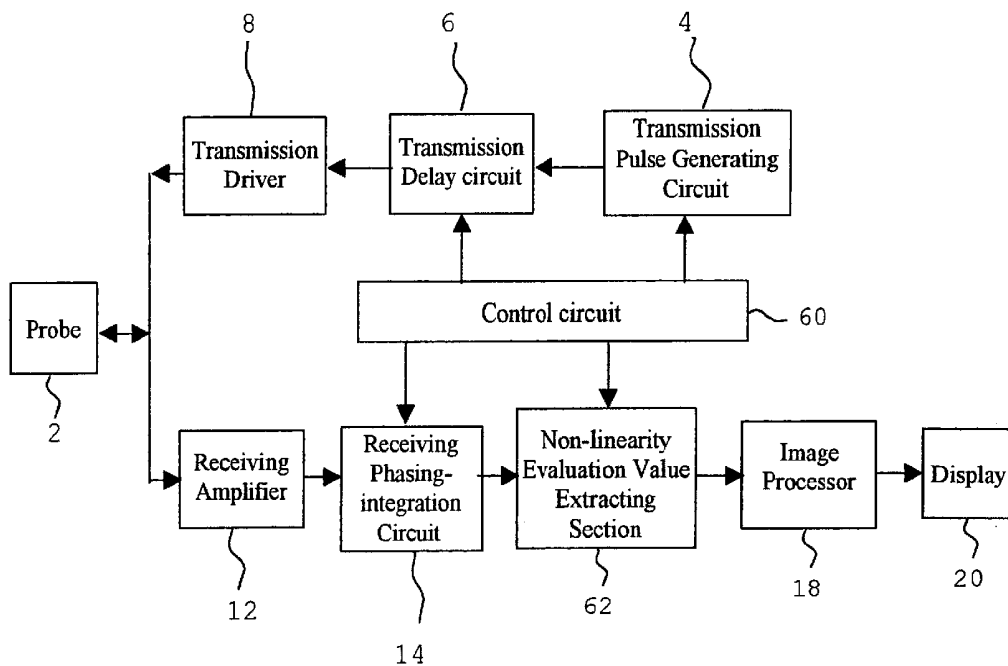 8
6
4
Transmission
Driver
Transmission
Delay circuit
Transmission
Pulse Generating
Circuit
Probe
2
Control circuit
60
Receiving
Amplifier
12
Receiving
Phasing-
integration
Circuit
14
Non-linearity
Evaluation Value
Extracting
Section
62
Image
Processor
18
Display
20